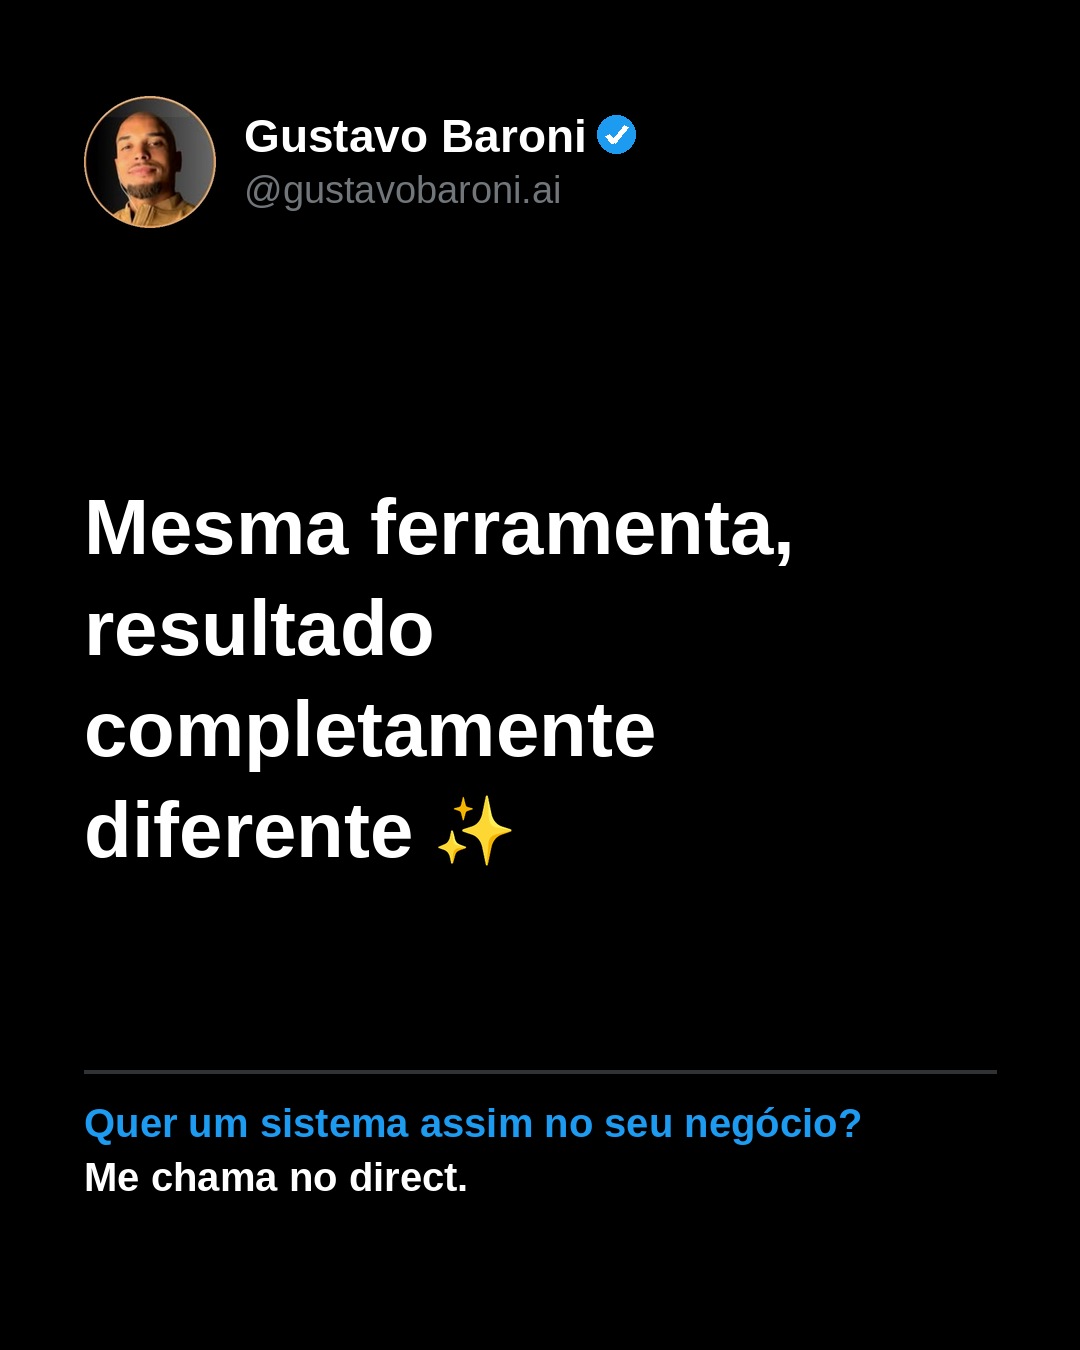 Gustavo Baroni
@gustavobaroni.ai
Mesma ferramenta,
resultado
completamente
diferente ✨
Quer um sistema assim no seu negócio?
Me chama no direct.